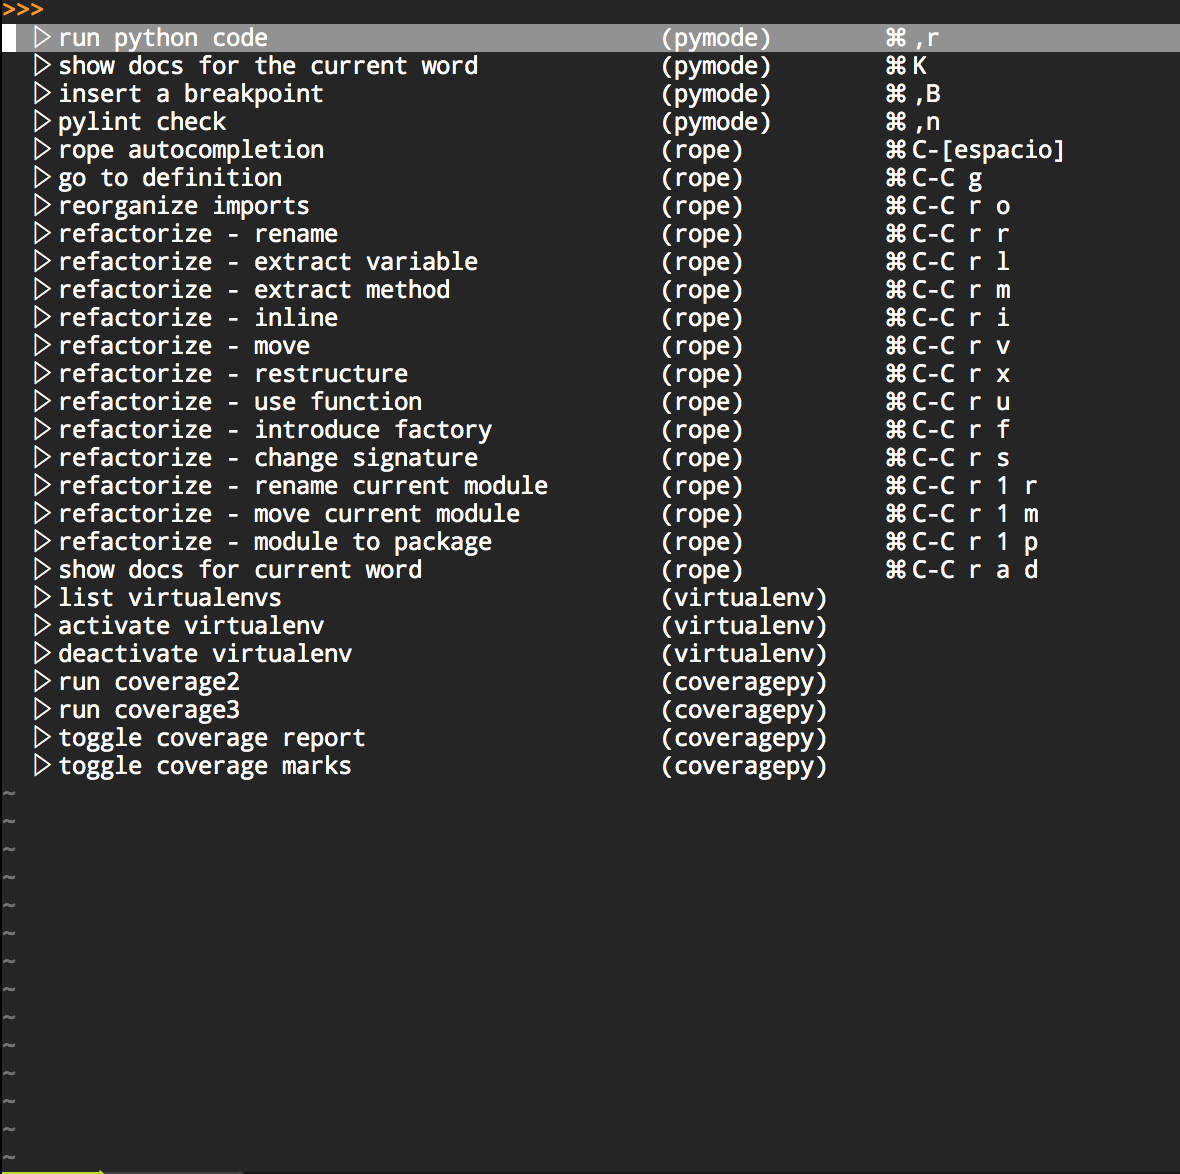 >>>
▷ run python code (pymode) ⌘ ,r
▷ show docs for the current word (pymode) ⌘ K
▷ insert a breakpoint (pymode) ⌘ ,B
▷ pylint check (pymode) ⌘ ,n
▷ rope autocompletion (rope) ⌘ C-[espacio]
▷ go to definition (rope) ⌘ C-C g
▷ reorganize imports (rope) ⌘ C-C r o
▷ refactorize - rename (rope) ⌘ C-C r r
▷ refactorize - extract variable (rope) ⌘ C-C r l
▷ refactorize - extract method (rope) ⌘ C-C r m
▷ refactorize - inline (rope) ⌘ C-C r i
▷ refactorize - move (rope) ⌘ C-C r v
▷ refactorize - restructure (rope) ⌘ C-C r x
▷ refactorize - use function (rope) ⌘ C-C r u
▷ refactorize - introduce factory (rope) ⌘ C-C r f
▷ refactorize - change signature (rope) ⌘ C-C r s
▷ refactorize - rename current module (rope) ⌘ C-C r 1 r
▷ refactorize - move current module (rope) ⌘ C-C r 1 m
▷ refactorize - module to package (rope) ⌘ C-C r 1 p
▷ show docs for current word (rope) ⌘ C-C r a d
▷ list virtualenvs (virtualenv)
▷ activate virtualenv (virtualenv)
▷ deactivate virtualenv (virtualenv)
▷ run coverage2 (coveragepy)
▷ run coverage3 (coveragepy)
▷ toggle coverage report (coveragepy)
▷ toggle coverage marks (coveragepy)
~
~
~
~
~
~
~
~
~
~
~
~
~
~